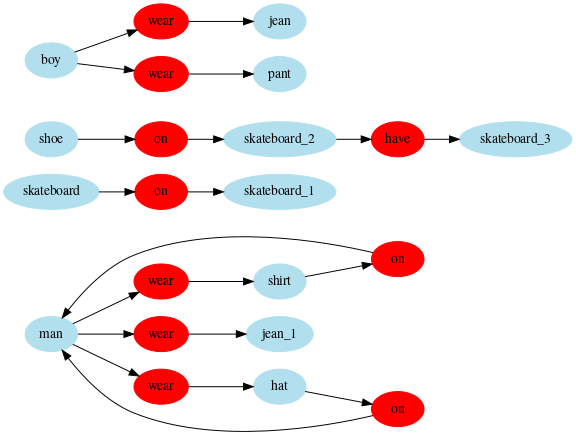 wear
jean
boy
wear
pant
shoe
on
skateboard_2
have
skateboard_3
skateboard
on
skateboard_1
on
wear
shirt
man
wear
jean_1
wear
hat
on